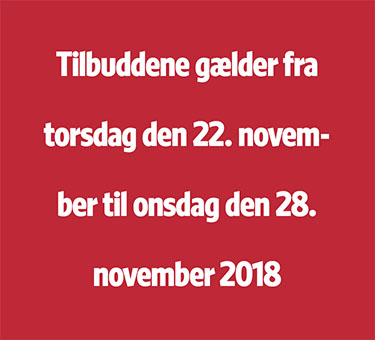 Tilbuddene gælder fra
torsdag den 22. novem-
ber til onsdag den 28.
november 2018